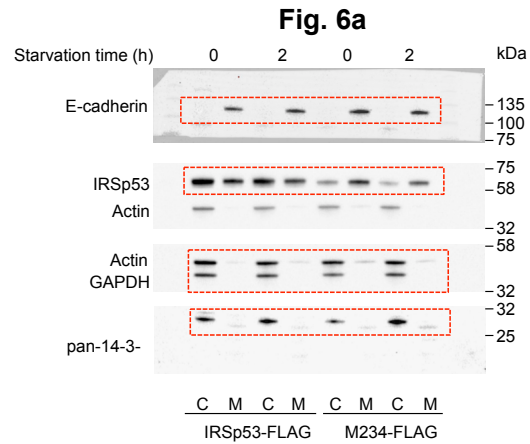 Fig. 6a
Starvation time (h) 0 2 0 2 kDa
E-cadherin
135
100
75
IRSp53
75
58
Actin
32
Actin
58
GAPDH
32
32
25
pan-14-3-
C M C M C M C M
IRSp53-FLAG M234-FLAG